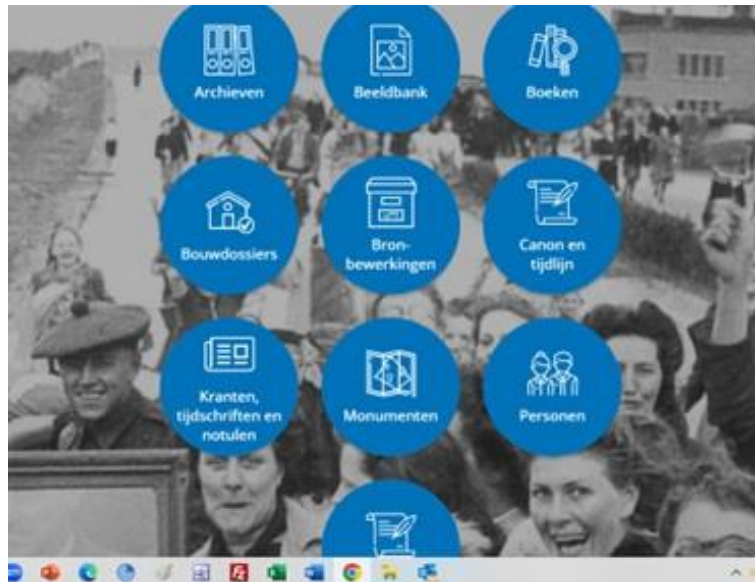 Archieven
Beeldbank
Boeken
Bouwdossiers
Bron-
bewerkingen
Canon en
tijdlijn
Kranten,
tijdschriften en
notulen
Monumenten
Personen